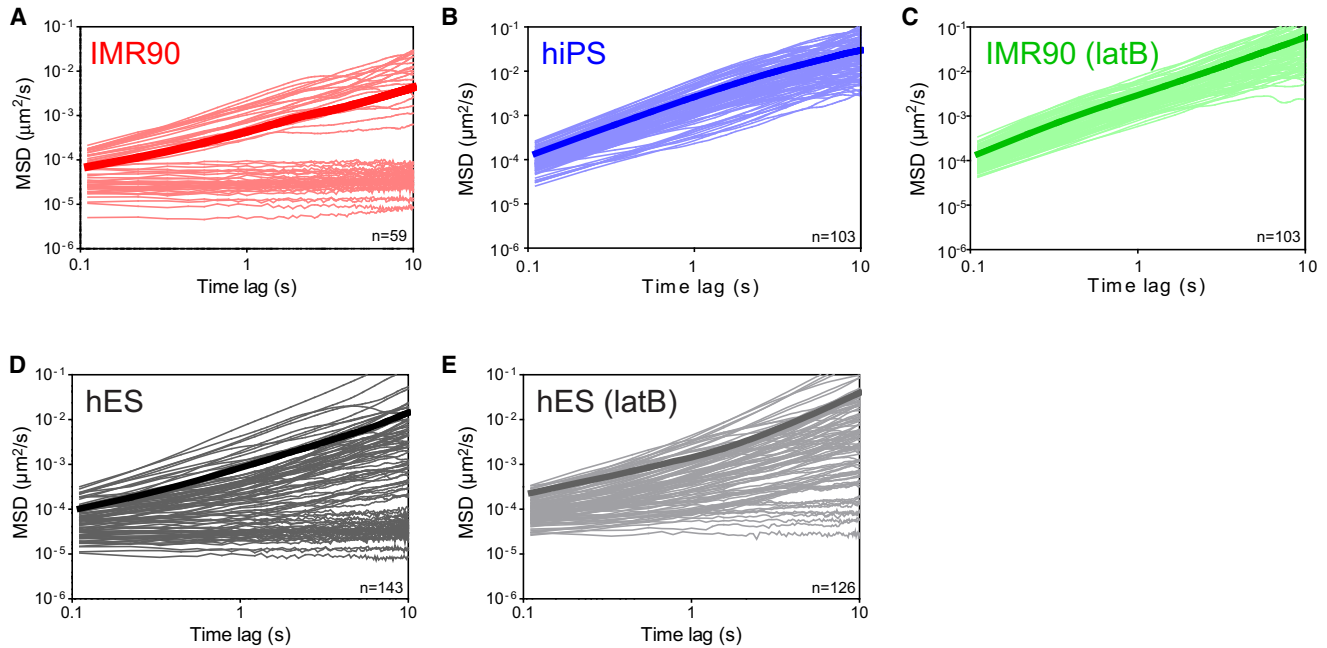 A
IMR90
MSD (µm²/s)
10⁻¹
10⁻²
10⁻³
10⁻⁴
10⁻⁵
10⁻⁶
n=59
0.1 1 10
Time lag (s)
B
hiPS
MSD (µm²/s)
10⁻¹
10⁻²
10⁻³
10⁻⁴
10⁻⁵
10⁻⁶
n=103
0.1 1 10
Time lag (s)
C
IMR90 (latB)
MSD (µm²/s)
10⁻¹
10⁻²
10⁻³
10⁻⁴
10⁻⁵
10⁻⁶
n=103
0.1 1 10
Time lag (s)
D
hES
MSD (µm²/s)
10⁻¹
10⁻²
10⁻³
10⁻⁴
10⁻⁵
10⁻⁶
n=143
0.1 1 10
Time lag (s)
E
hES (latB)
MSD (µm²/s)
10⁻¹
10⁻²
10⁻³
10⁻⁴
10⁻⁵
10⁻�6
n=126
0.1 1 10
Time lag (s)